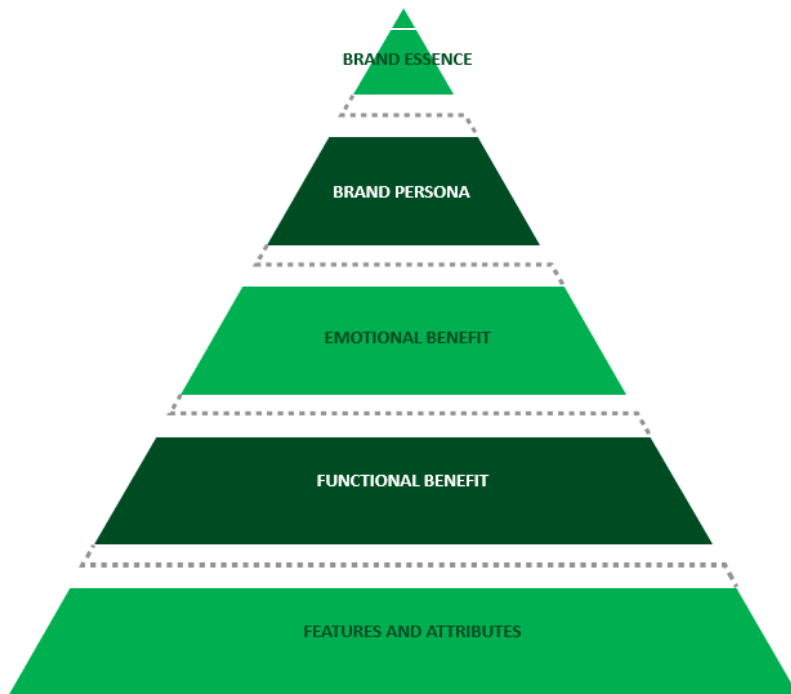 BRAND ESSENCE
BRAND PERSONA
EMOTIONAL BENEFIT
FUNCTIONAL BENEFIT
FEATURES AND ATTRIBUTES